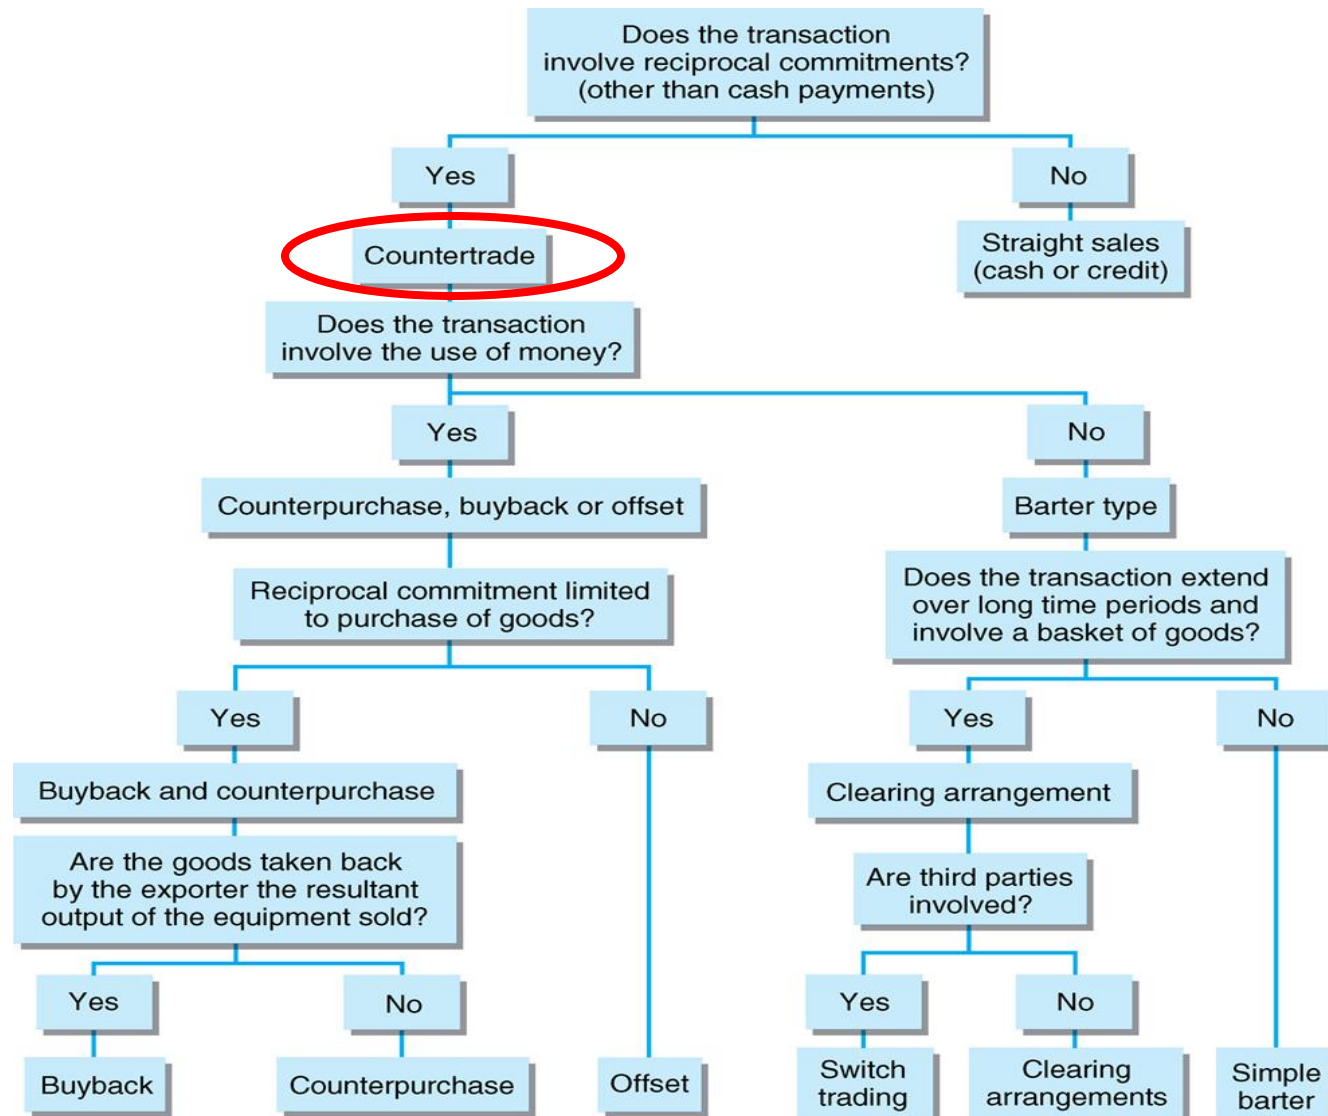 Does the transaction
involve reciprocal commitments?
(other than cash payments)
Yes
No
Countertrade
Straight sales
(cash or credit)
Does the transaction
involve the use of money?
Yes
No
Counterpurchase, buyback or offset
Barter type
Reciprocal commitment limited
to purchase of goods?
Does the transaction extend
over long time periods and
involve a basket of goods?
Yes
No
Yes
No
Buyback and counterpurchase
Clearing arrangement
Are the goods taken back
by the exporter the resultant
output of the equipment sold?
Are third parties
involved?
Yes
No
Yes
No
Buyback
Counterpurchase
Offset
Switch
trading
Clearing
arrangements
Simple
barter